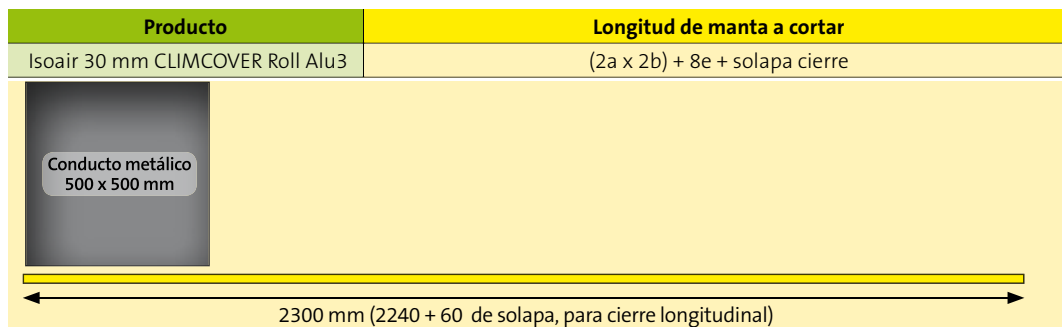 Producto
Longitud de manta a cortar
Isoair 30 mm CLIMCOVER Roll Alu3
(2a x 2b) + 8e + solapa cierre
Conducto metálico
500 x 500 mm
2300 mm (2240 + 60 de solapa, para cierre longitudinal)